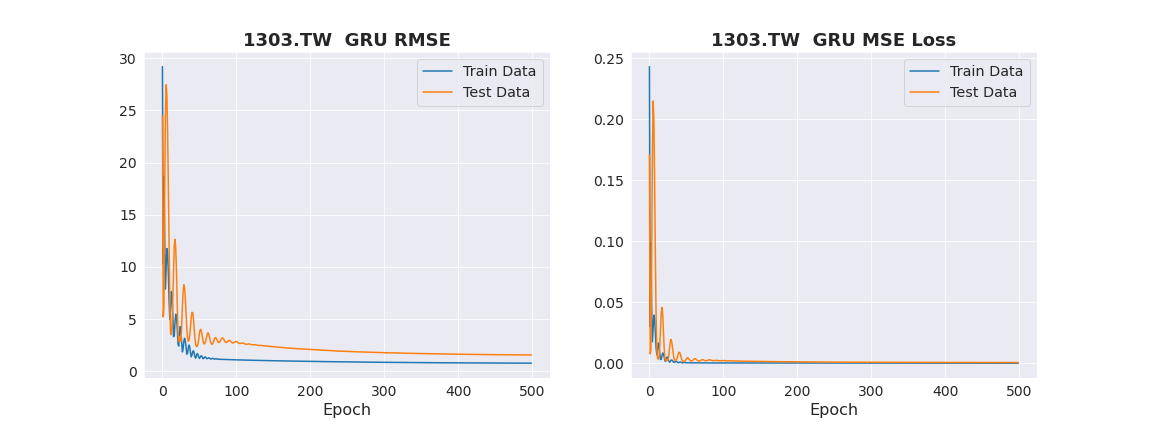 1303.TW  GRU RMSE
30
25
20
15
10
5
0
0 100 200 300 400 500
Epoch
Train Data
Test Data
1303.TW  GRU MSE Loss
0.25
0.20
0.15
0.10
0.05
0.00
0 100 200 300 400 500
Epoch
Train Data
Test Data